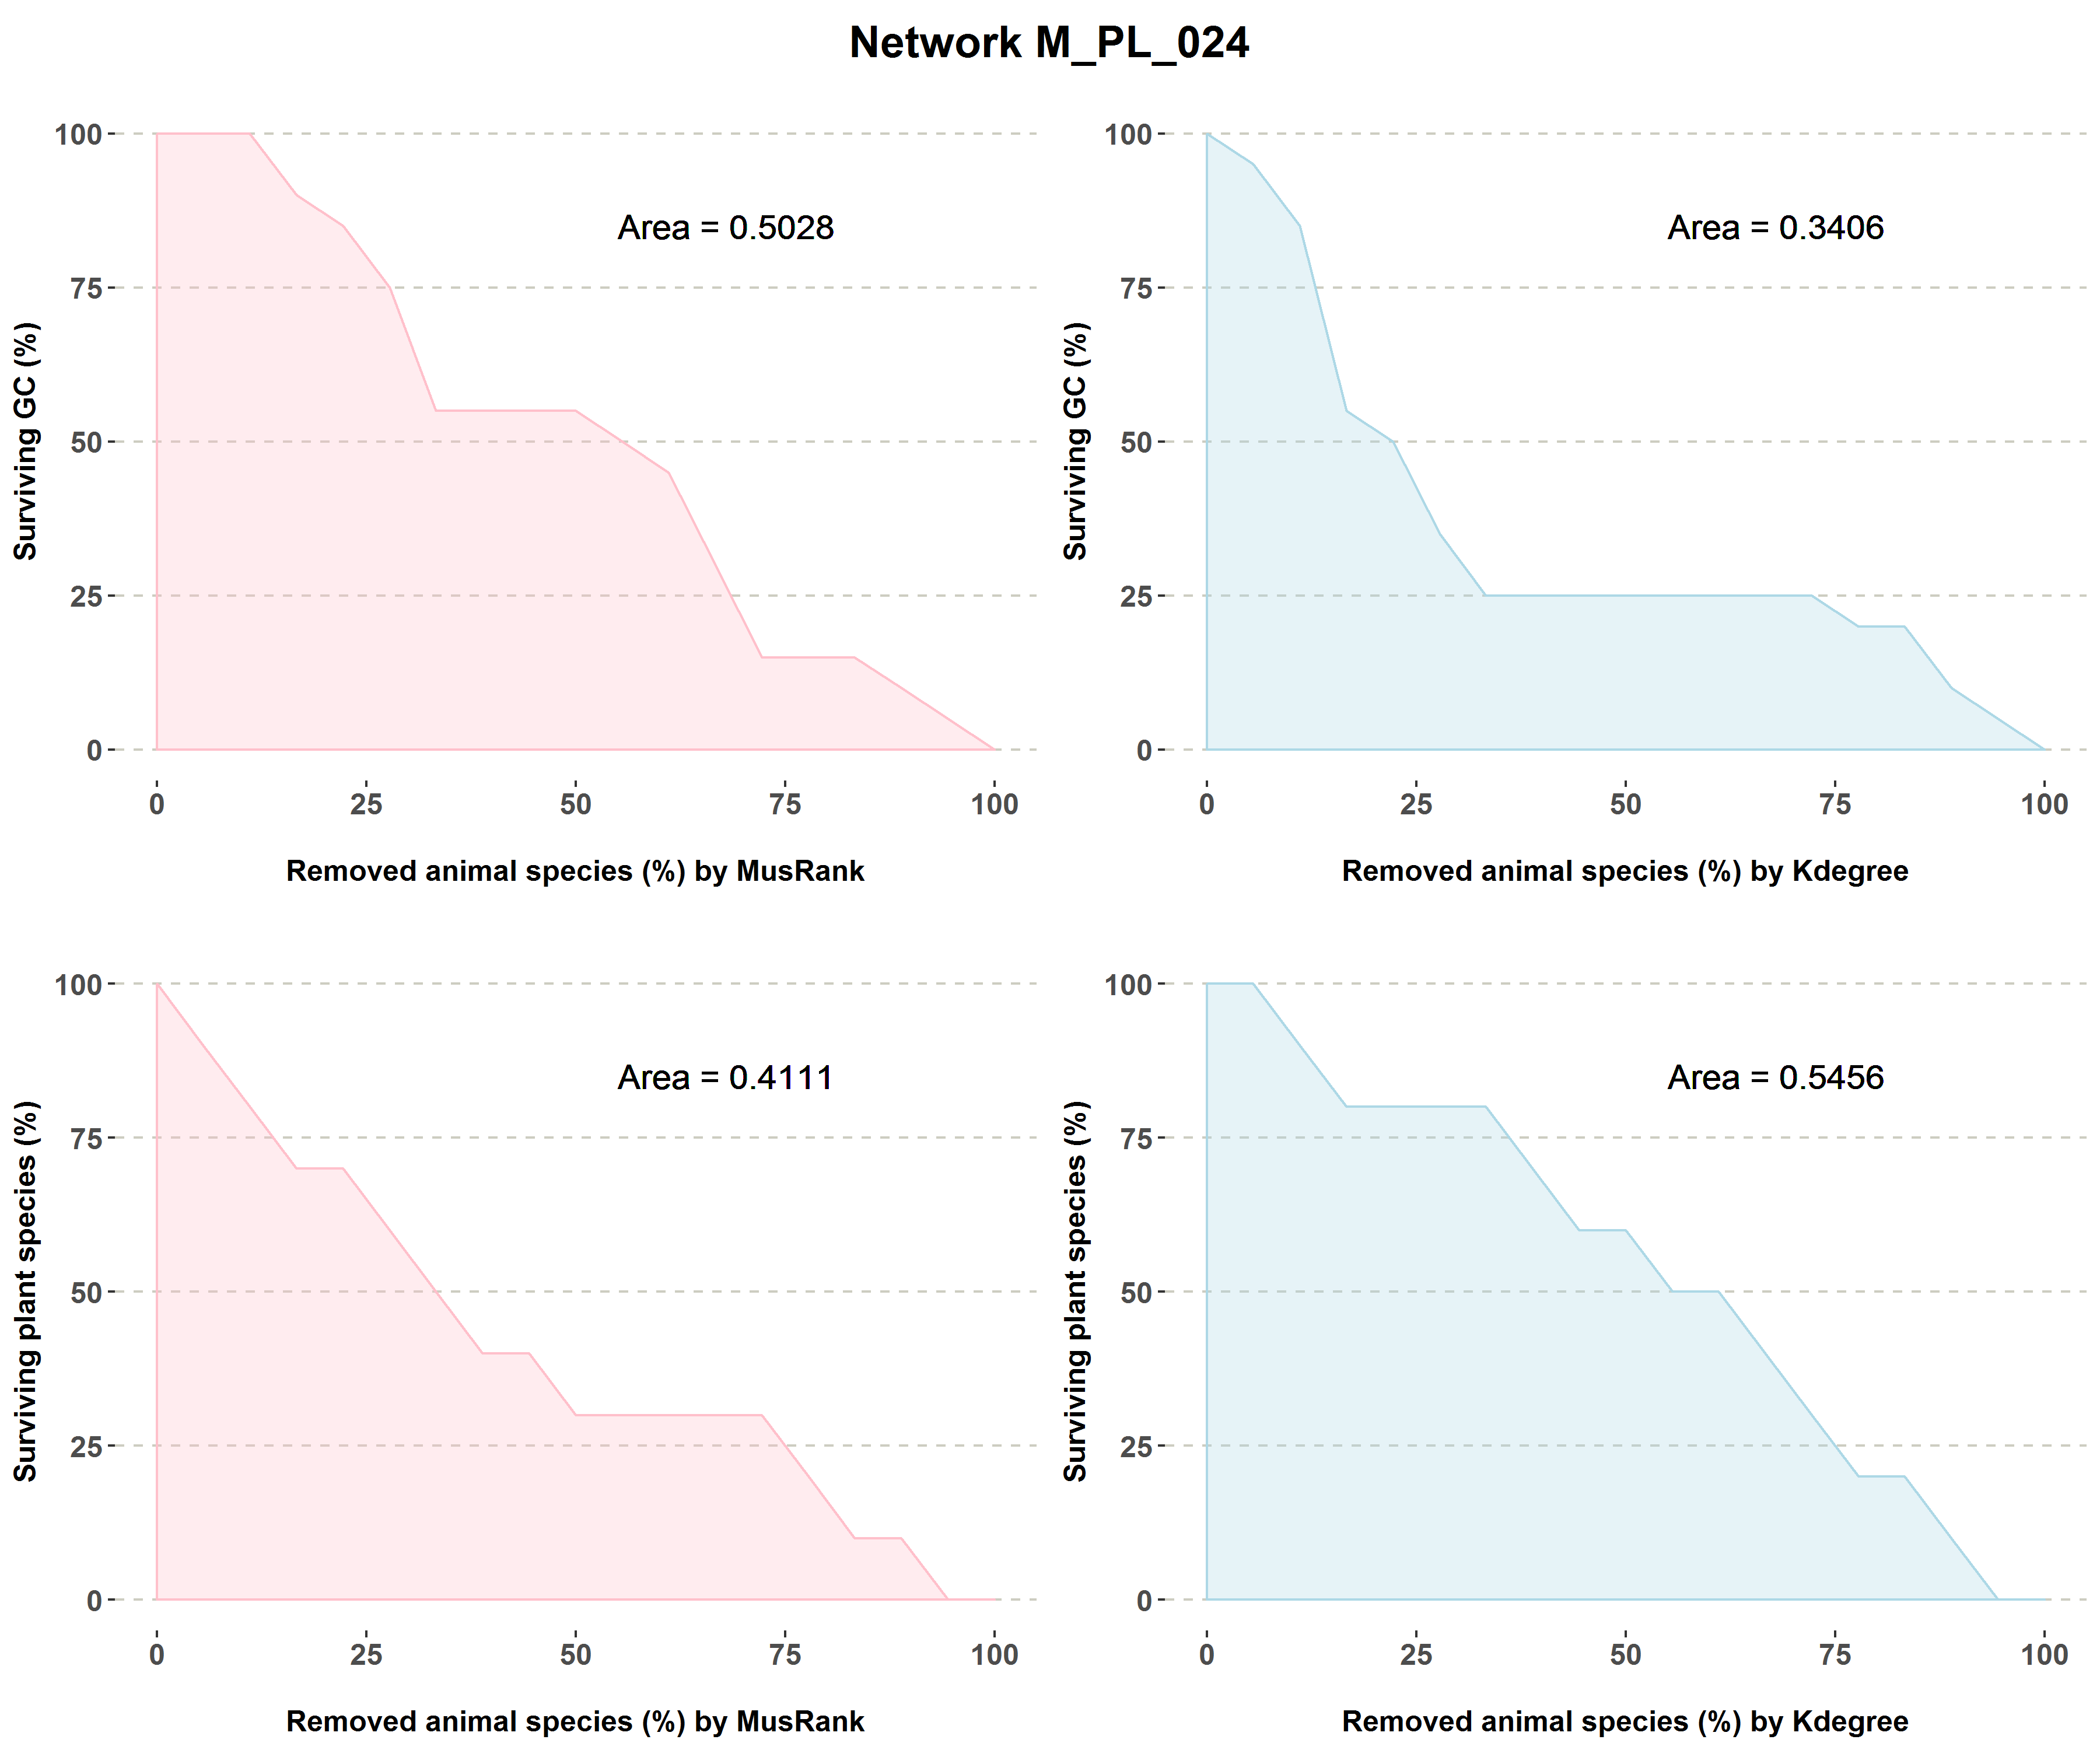 Network M_PL_024
100
75
50
25
0
Surviving GC (%)
Area = 0.5028
0 25 50 75 100
Removed animal species (%) by MusRank
100
75
50
25
0
Surviving GC (%)
Area = 0.3406
0 25 50 75 100
Removed animal species (%) by Kdegree
100
75
50
25
0
Surviving plant species (%)
Area = 0.4111
0 25 50 75 100
Removed animal species (%) by MusRank
100
75
50
25
0
Surviving plant species (%)
Area = 0.5456
0 25 50 75 100
Removed animal species (%) by Kdegree